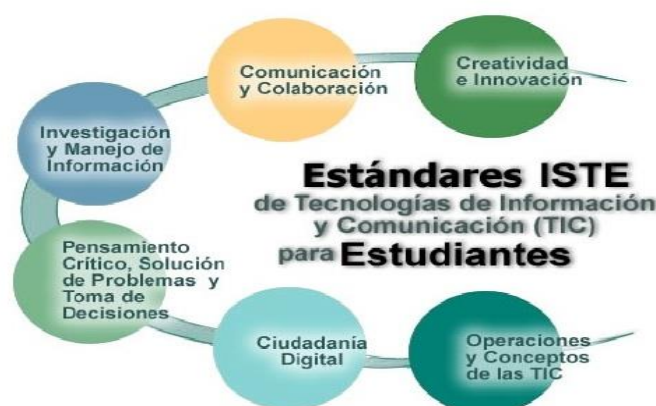 Comunicación
y Colaboración
Creatividad
e Innovación
Investigación
y Manejo de
Información
Estándares ISTE
de Tecnologías de Información
y Comunicación (TIC)
para Estudiantes
Pensamiento
Crítico, Solución
de Problemas y
Toma de
Decisiones
Ciudadanía
Digital
Operaciones
y Conceptos
de las TIC